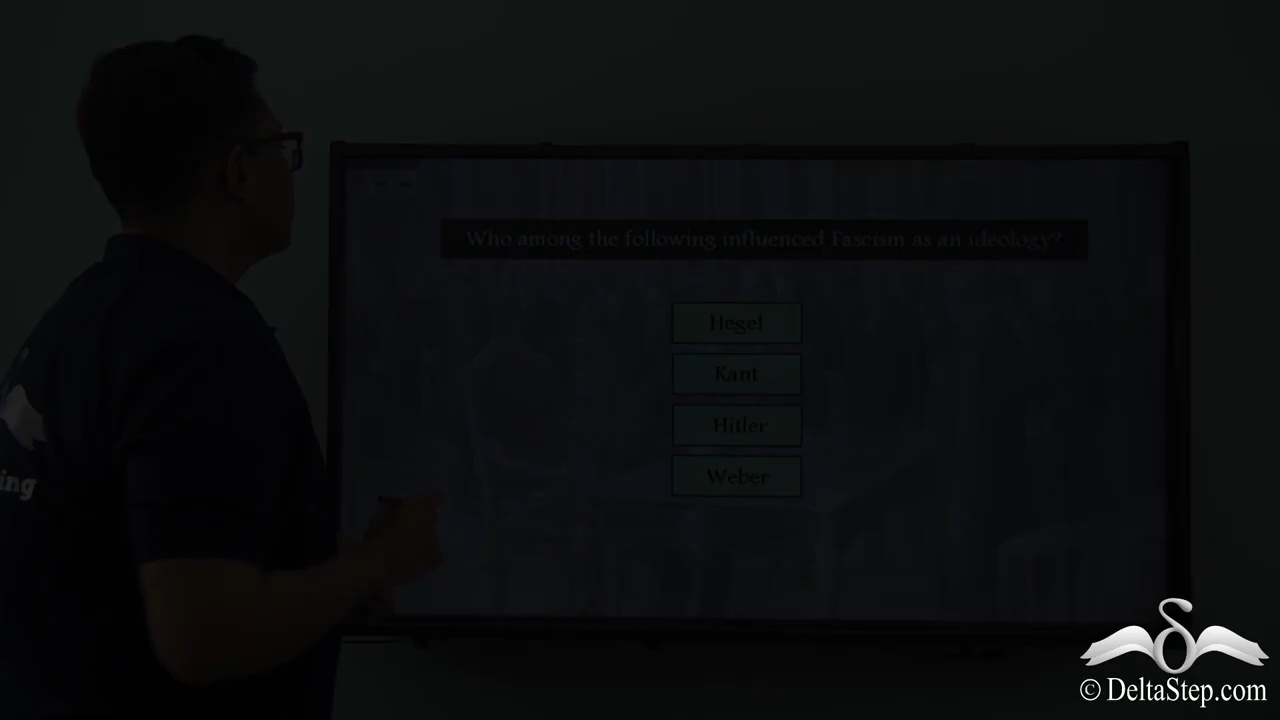 Who among the following influenced Fascism as an ideology?
Hegel
Kant
Hitler
Weber
ing
© DeltaStep.com